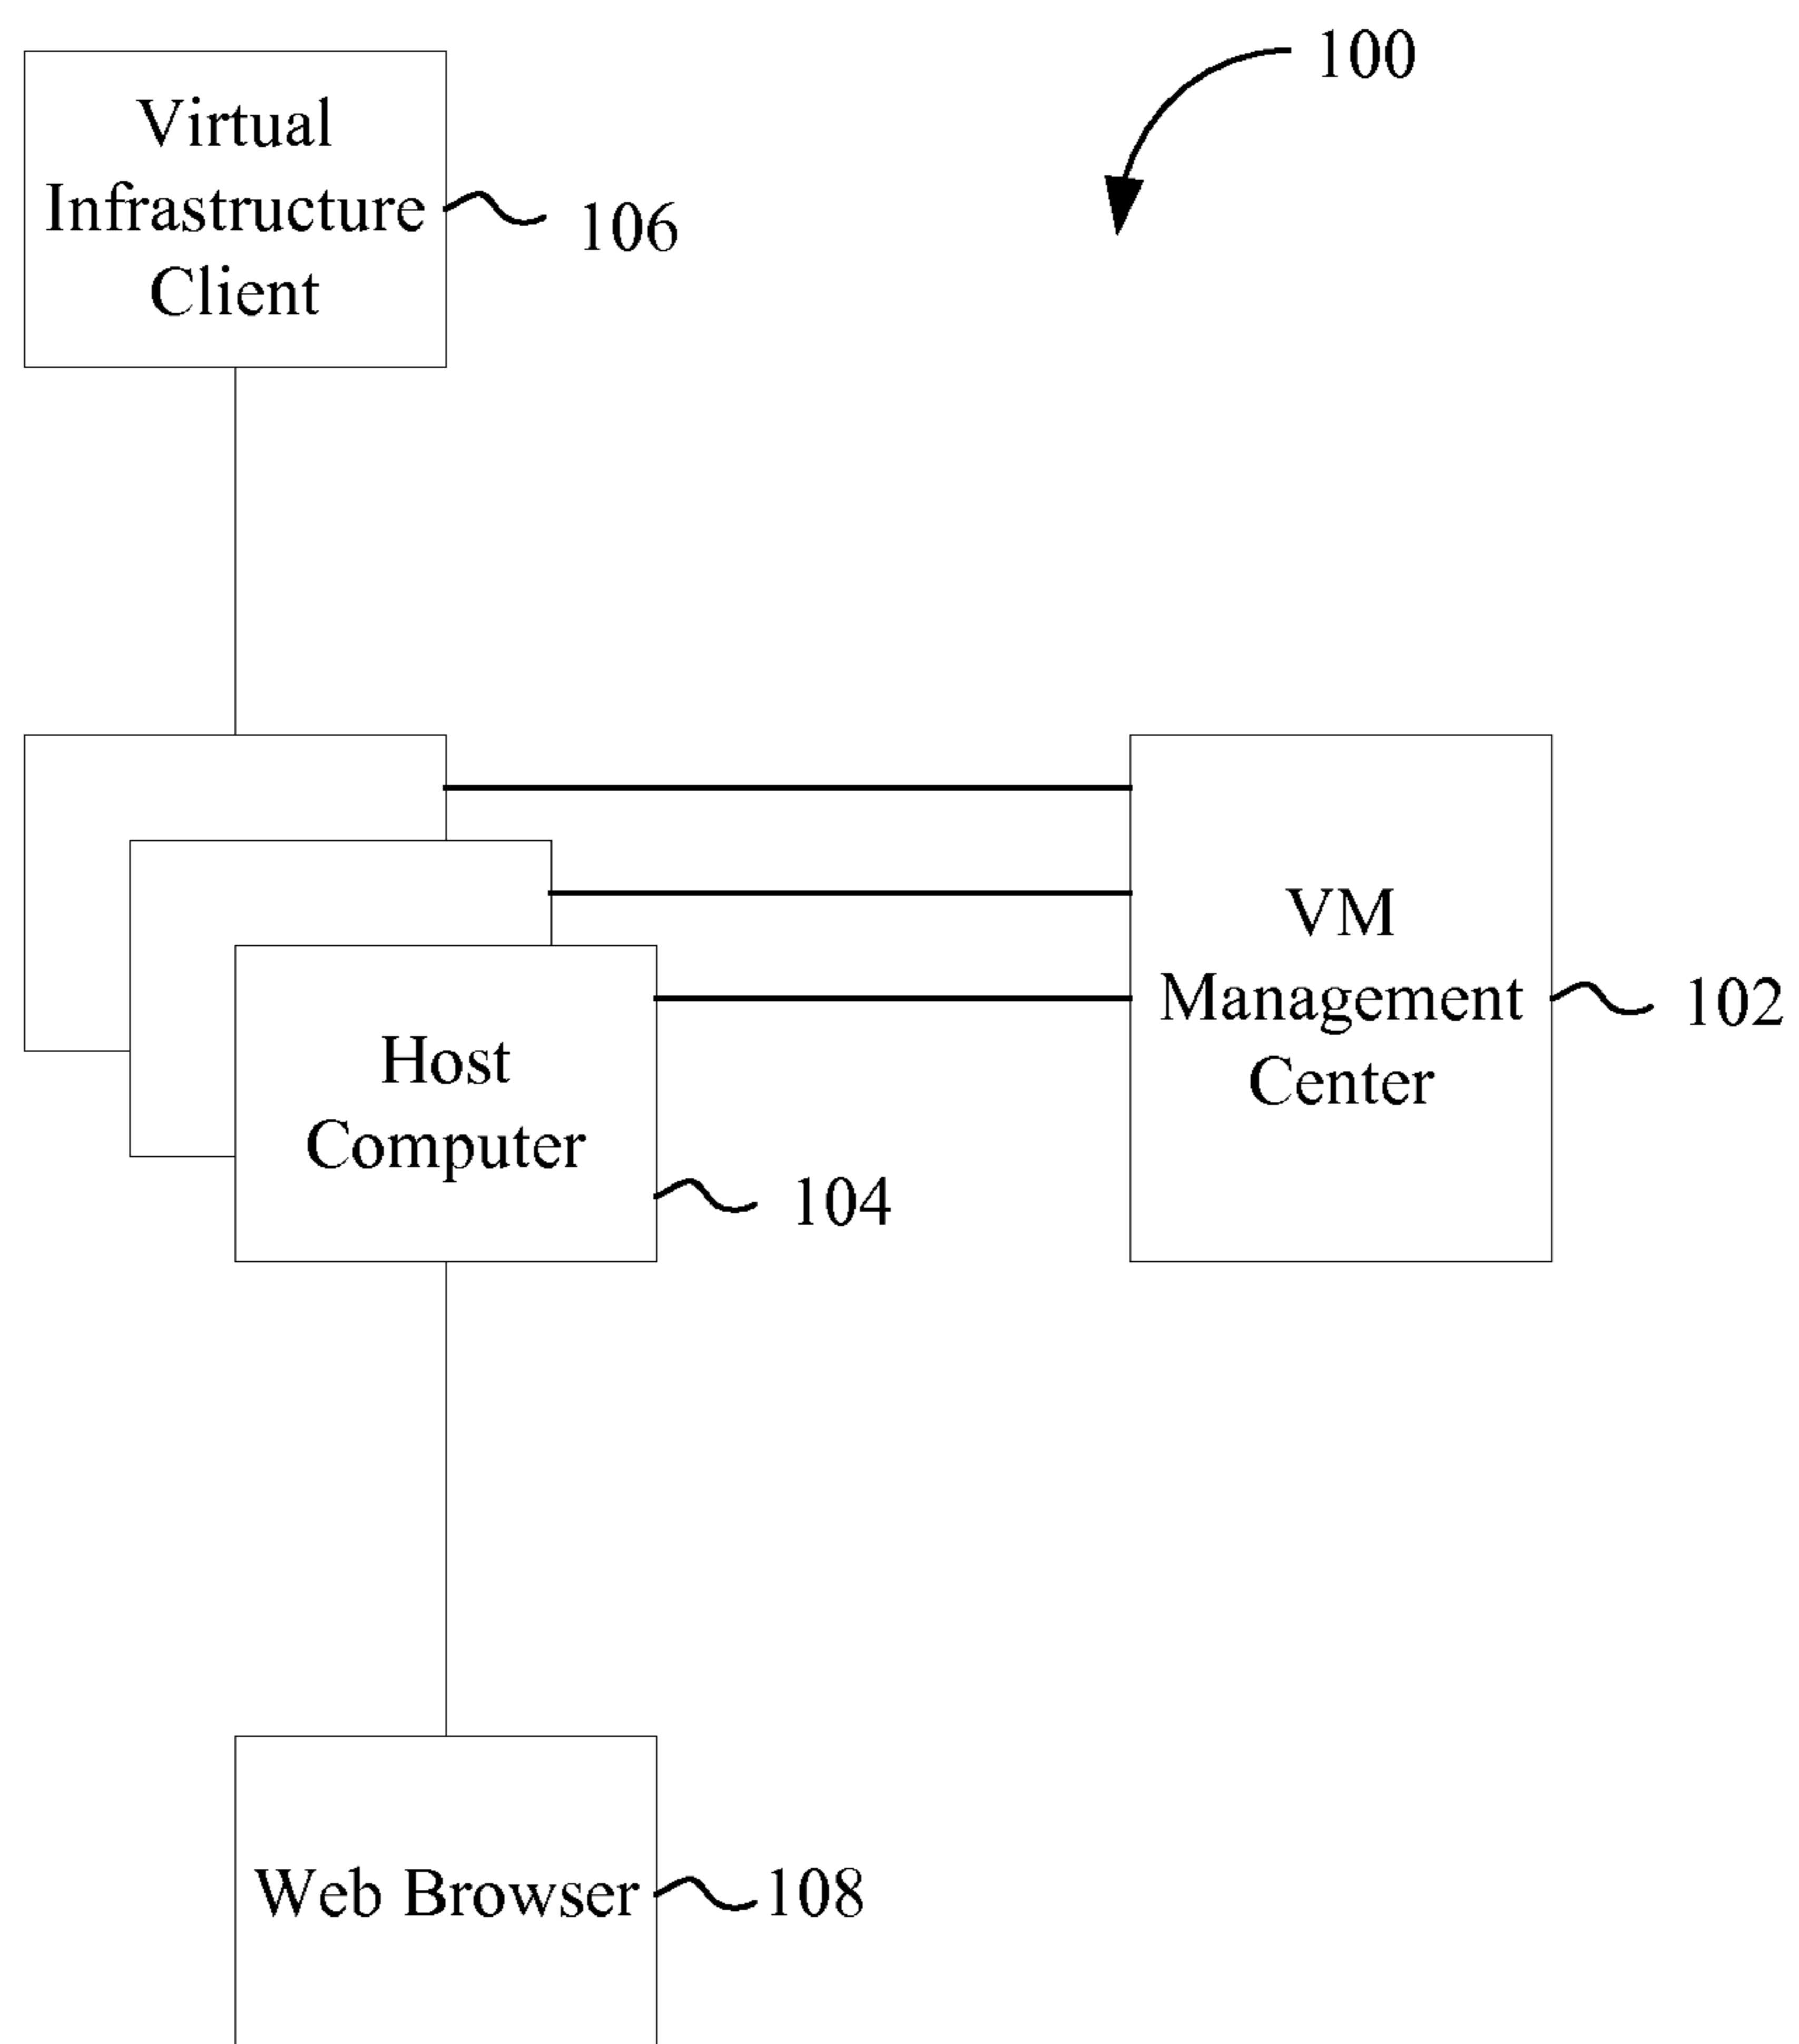 100
Virtual
Infrastructure
Client
106
VM
Management
Center
102
Host
Computer
104
Web Browser
108